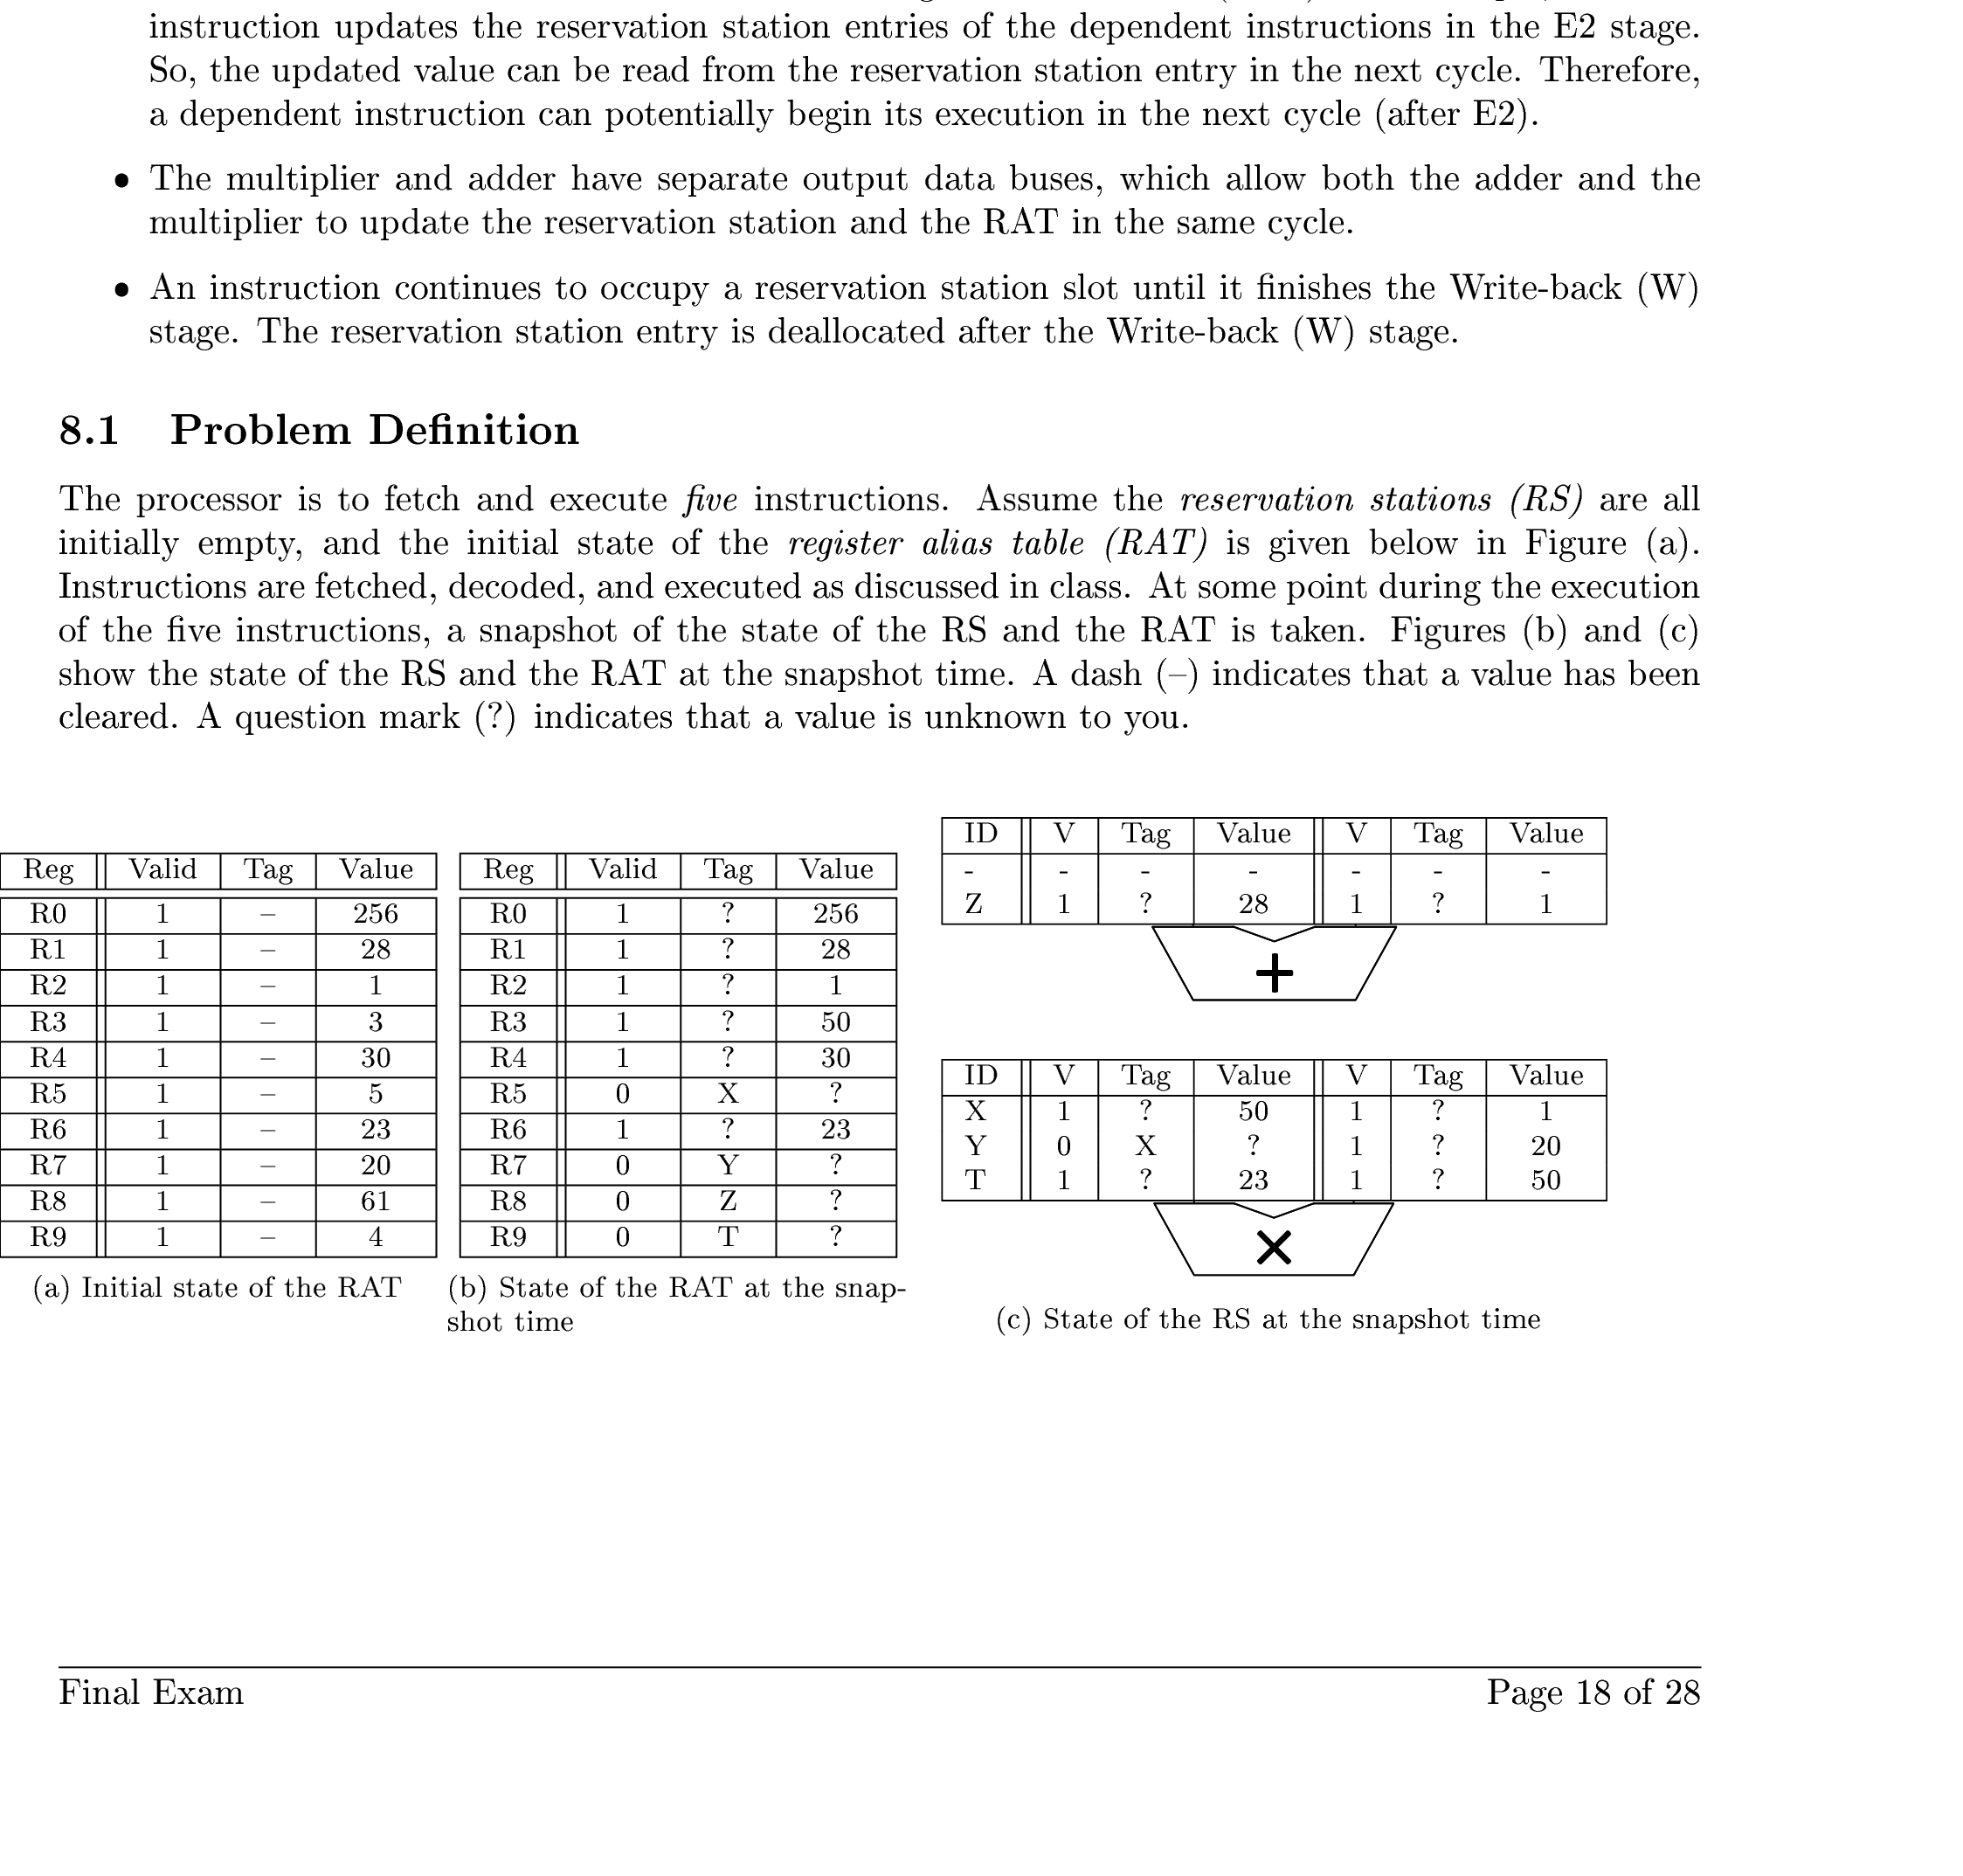 instruction updates the reservation station entries of the dependent instructions in the E2 stage.
So, the updated value can be read from the reservation station entry in the next cycle. Therefore,
a dependent instruction can potentially begin its execution in the next cycle (after E2).
• The multiplier and adder have separate output data buses, which allow both the adder and the
multiplier to update the reservation station and the RAT in the same cycle.
• An instruction continues to occupy a reservation station slot until it finishes the Write-back (W)
stage. The reservation station entry is deallocated after the Write-back (W) stage.
8.1 Problem Definition
The processor is to fetch and execute five instructions. Assume the reservation stations (RS) are all
initially empty, and the initial state of the register alias table (RAT) is given below in Figure (a).
Instructions are fetched, decoded, and executed as discussed in class. At some point during the execution
of the five instructions, a snapshot of the state of the RS and the RAT is taken. Figures (b) and (c)
show the state of the RS and the RAT at the snapshot time. A dash (–) indicates that a value has been
cleared. A question mark (?) indicates that a value is unknown to you.
Reg Valid Tag Value
R0 1 – 256
R1 1 – 28
R2 1 – 1
R3 1 – 3
R4 1 – 30
R5 1 – 5
R6 1 – 23
R7 1 – 20
R8 1 – 61
R9 1 – 4
(a) Initial state of the RAT
Reg Valid Tag Value
R0 1 ? 256
R1 1 ? 28
R2 1 ? 1
R3 1 ? 50
R4 1 ? 30
R5 0 X ?
R6 1 ? 23
R7 0 Y ?
R8 0 Z ?
R9 0 T ?
(b) State of the RAT at the snap-
shot time
ID V Tag Value V Tag Value
- - - - - - -
Z 1 ? 28 1 ? 1
+
ID V Tag Value V Tag Value
X 1 ? 50 1 ? 1
Y 0 X ? 1 ? 20
T 1 ? 23 1 ? 50
×
(c) State of the RS at the snapshot time
Final Exam
Page 18 of 28